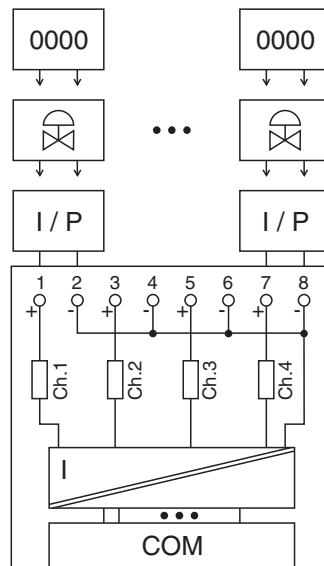 0000 0000
I / P I / P
1 2 3 4 5 6 7 8
+ - + - + - + -
Ch.1 Ch.2 Ch.3 Ch.4
I
COM